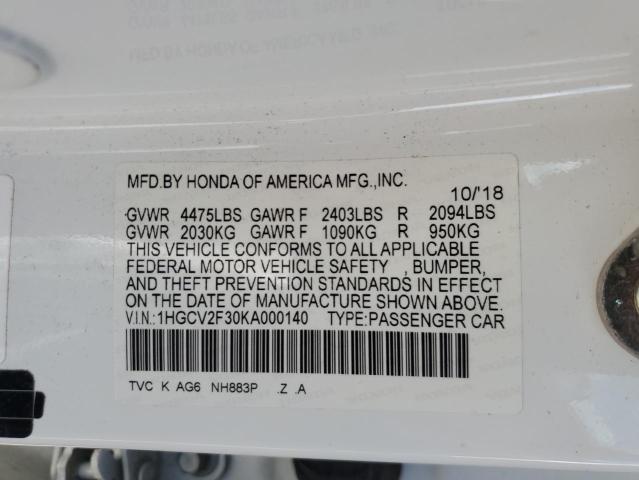 MFD.BY HONDA OF AMERICA MFG.,INC.
10/'18
GVWR 4475LBS GAWR F 2403LBS R 2094LBS
GVWR 2030KG GAWR F 1090KG R 950KG
THIS VEHICLE CONFORMS TO ALL APPLICABLE
FEDERAL MOTOR VEHICLE SAFETY , BUMPER,
AND THEFT PREVENTION STANDARDS IN EFFECT
ON THE DATE OF MANUFACTURE SHOWN ABOVE.
V.I.N.:1HGCV2F30KA000140 TYPE:PASSENGER CAR
TVC K AG6 NH883P .Z .A